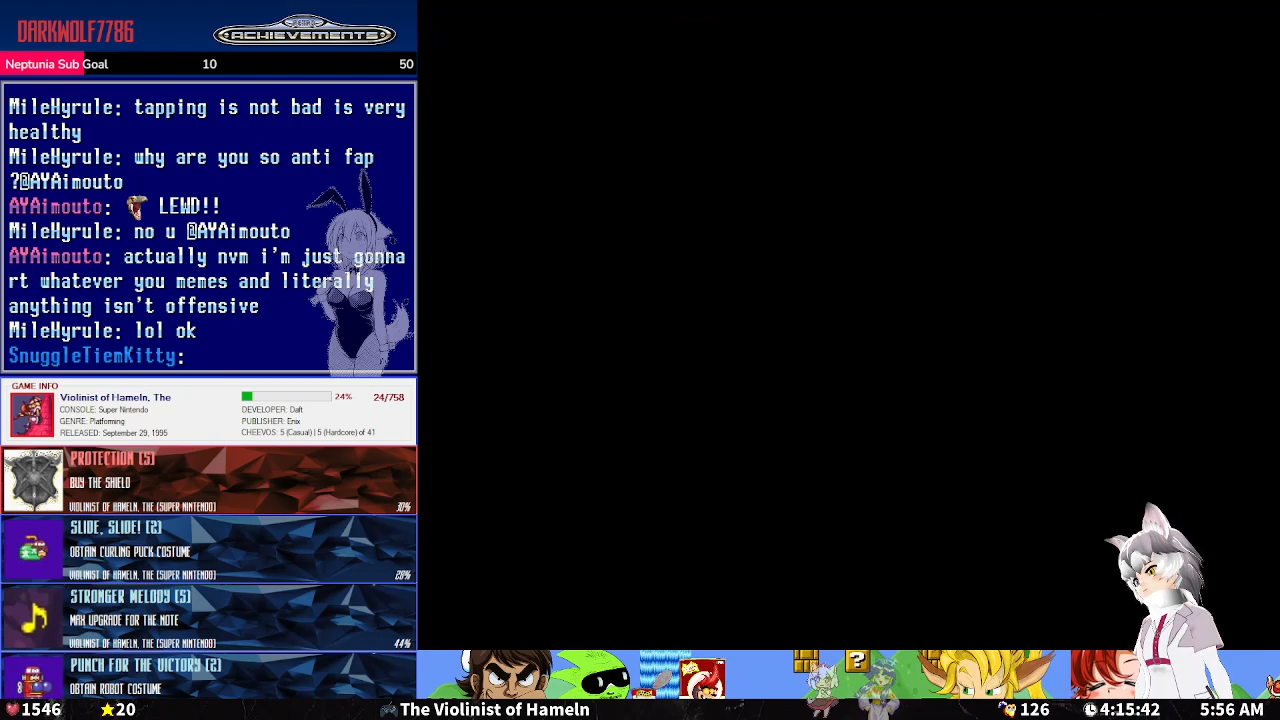 DARKWOLF7786
ACHIEVEMENTS
Neptunia Sub Goal 10 50
MileHyrule: tapping is not bad is very
healthy
MileHyrule: why are you so anti fap
?@AYAimouto
AYAimouto: LEWD!!
MileHyrule: no u @AYAimouto
AYAimouto: actually nvm i'm just gonna
rt whatever you memes and literally
anything isn't offensive
MileHyrule: lol ok
SnuggleTiemKitty:
GAME INFO
Violinist of Hameln, The 24% 24/758
CONSOLE: Super Nintendo DEVELOPER: Daft
GENRE: Platforming PUBLISHER: Enix
RELEASED: September 29, 1995 CHEEVOS: 5 (Casual) | 5 (Hardcore) of 41
PROTECTION (5)
BUY THE SHIELD
VIOLINIST OF HAMELN, THE (SUPER NINTENDO) 30%
SLIDE, SLIDE! (2)
OBTAIN CURLING PUCK COSTUME
VIOLINIST OF HAMELN, THE (SUPER NINTENDO) 28%
STRONGER MELODY (5)
MAX UPGRADE FOR THE NOTE
VIOLINIST OF HAMELN, THE (SUPER NINTENDO) 44%
PUNCH FOR THE VICTORY (2)
OBTAIN ROBOT COSTUME
?
1546 20 The Violinist of Hameln 126 4:15:42 5:56 AM